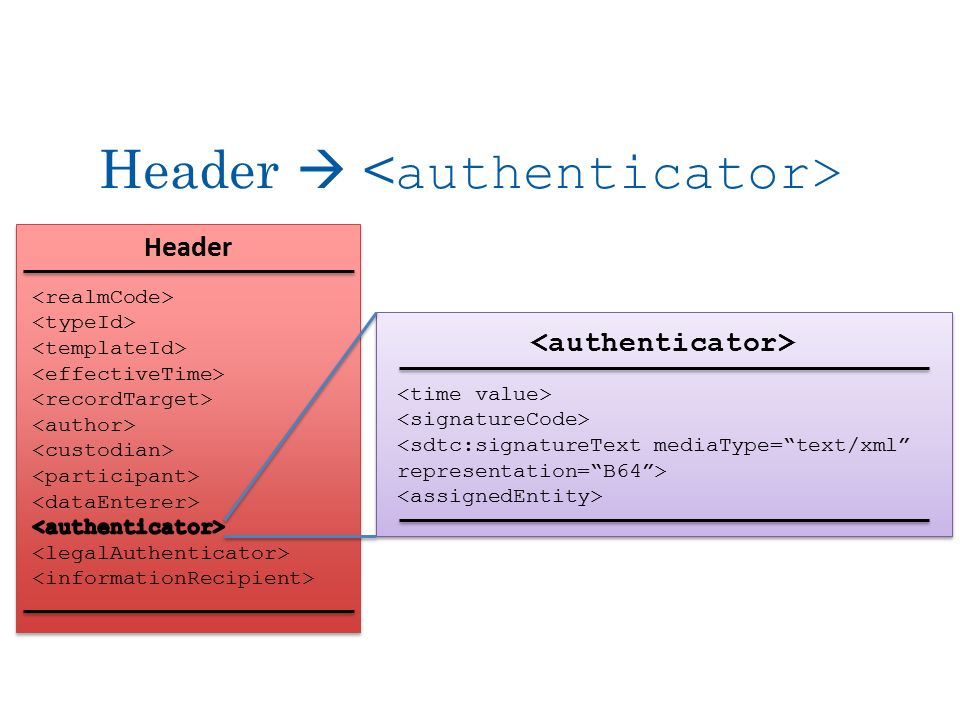 Header → <authenticator>
Header
<realmCode>
<typeId>
<templateId>
<effectiveTime>
<recordTarget>
<author>
<custodian>
<participant>
<dataEnterer>
<authenticator>
<legalAuthenticator>
<informationRecipient>
<authenticator>
<time value>
<signatureCode>
<sdtc:signatureText mediaType=“text/xml”
representation=“B64”>
<assignedEntity>